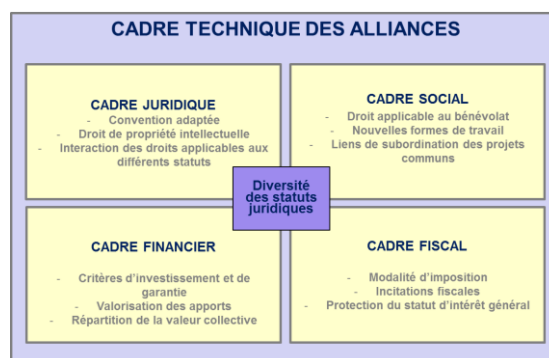 CADRE TECHNIQUE DES ALLIANCES
CADRE JURIDIQUE
- Convention adaptée
- Droit de propriété intellectuelle
- Interaction des droits applicables aux
différents statuts
CADRE SOCIAL
- Droit applicable au bénévolat
- Nouvelles formes de travail
- Liens de subordination des projets
communs
Diversité
des statuts
juridiques
CADRE FINANCIER
- Critères d'investissement et de
garantie
- Valorisation des apports
- Répartition de la valeur collective
CADRE FISCAL
- Modalité d'imposition
- Incitations fiscales
- Protection du statut d'intérêt général